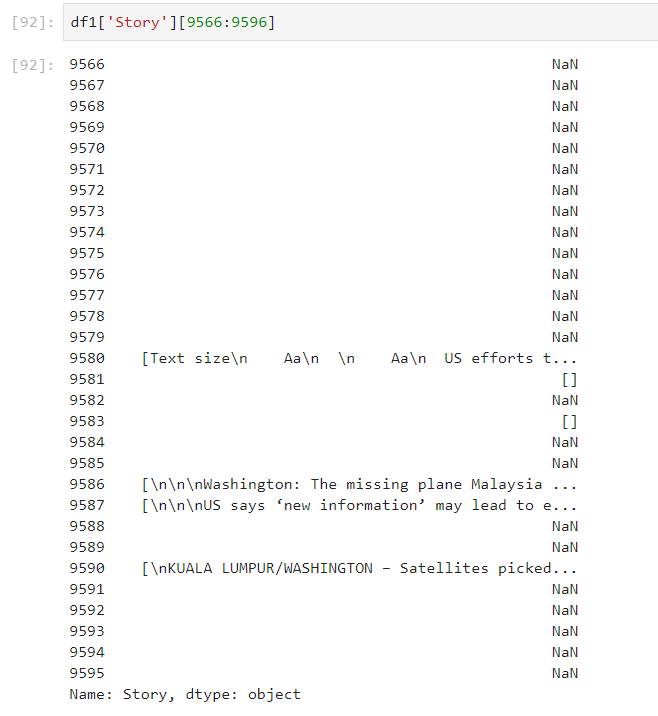 [92]: df1['Story'][9566:9596]
[92]: 9566 NaN
9567 NaN
9568 NaN
9569 NaN
9570 NaN
9571 NaN
9572 NaN
9573 NaN
9574 NaN
9575 NaN
9576 NaN
9577 NaN
9578 NaN
9579 NaN
9580 [Text size\n    Aa\n  \n    Aa\n  US efforts t...
9581 []
9582 NaN
9583 []
9584 NaN
9585 NaN
9586 [\n\n\nWashington: The missing plane Malaysia ...
9587 [\n\n\nUS says ‘new information’ may lead to e...
9588 NaN
9589 NaN
9590 [\nKUALA LUMPUR/WASHINGTON – Satellites picked...
9591 NaN
9592 NaN
9593 NaN
9594 NaN
9595 NaN
Name: Story, dtype: object